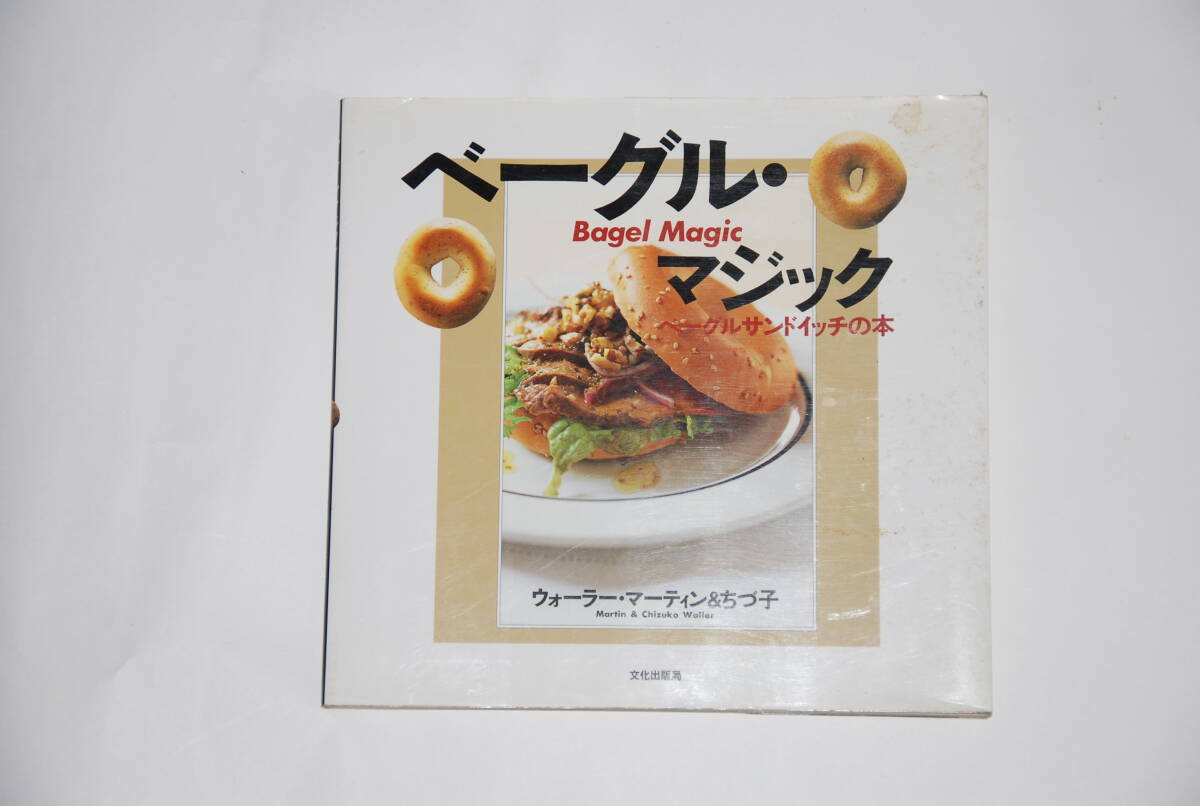 ベーグル・
Bagel Magic
マジック
ベーグルサンドイッチの本
ウォーラー・マーティン&ちづ子
Martin & Chizuko Waller
文化出版局